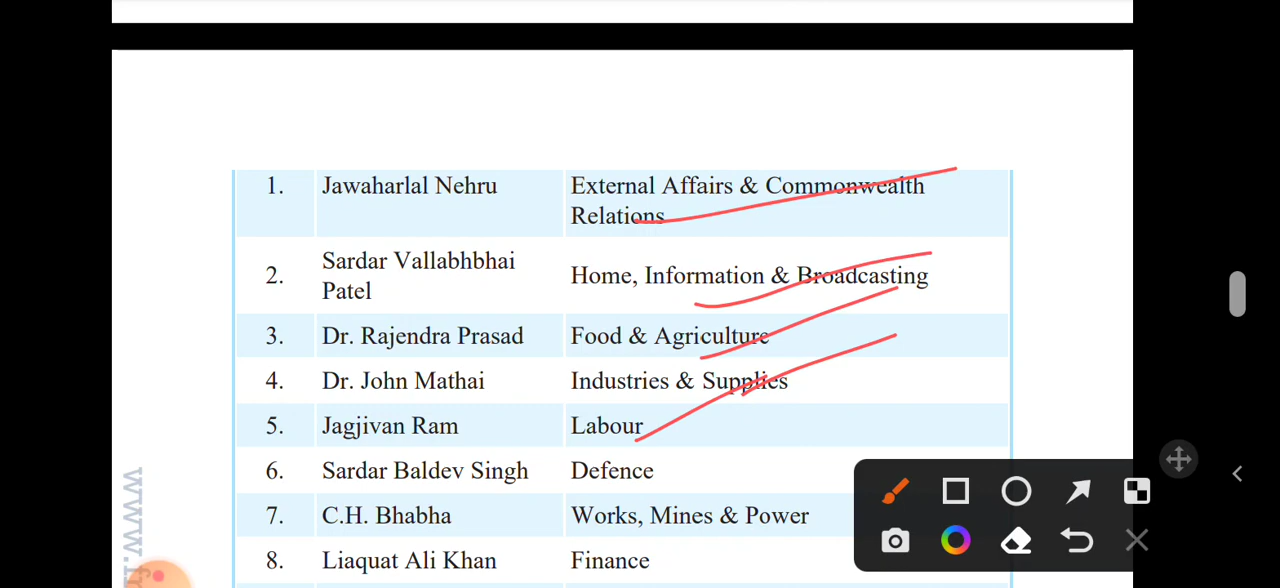 1. Jawaharlal Nehru External Affairs & Commonwealth
Relations
2. Sardar Vallabhbhai Patel Home, Information & Broadcasting
3. Dr. Rajendra Prasad Food & Agriculture
4. Dr. John Mathai Industries & Supplies
5. Jagjivan Ram Labour
6. Sardar Baldev Singh Defence
7. C.H. Bhabha Works, Mines & Power
8. Liaquat Ali Khan Finance
www.